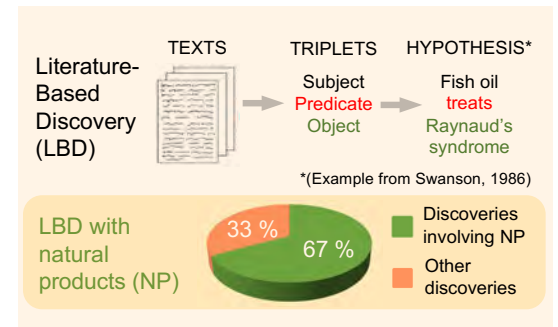 Literature-
Based
Discovery
(LBD)
TEXTS
TRIPLETS
Subject
Predicate
Object
HYPOTHESIS*
Fish oil
treats
Raynaud's
syndrome
*(Example from Swanson, 1986)
LBD with
natural
products (NP)
33 %
67 %
Discoveries
involving NP
Other
discoveries